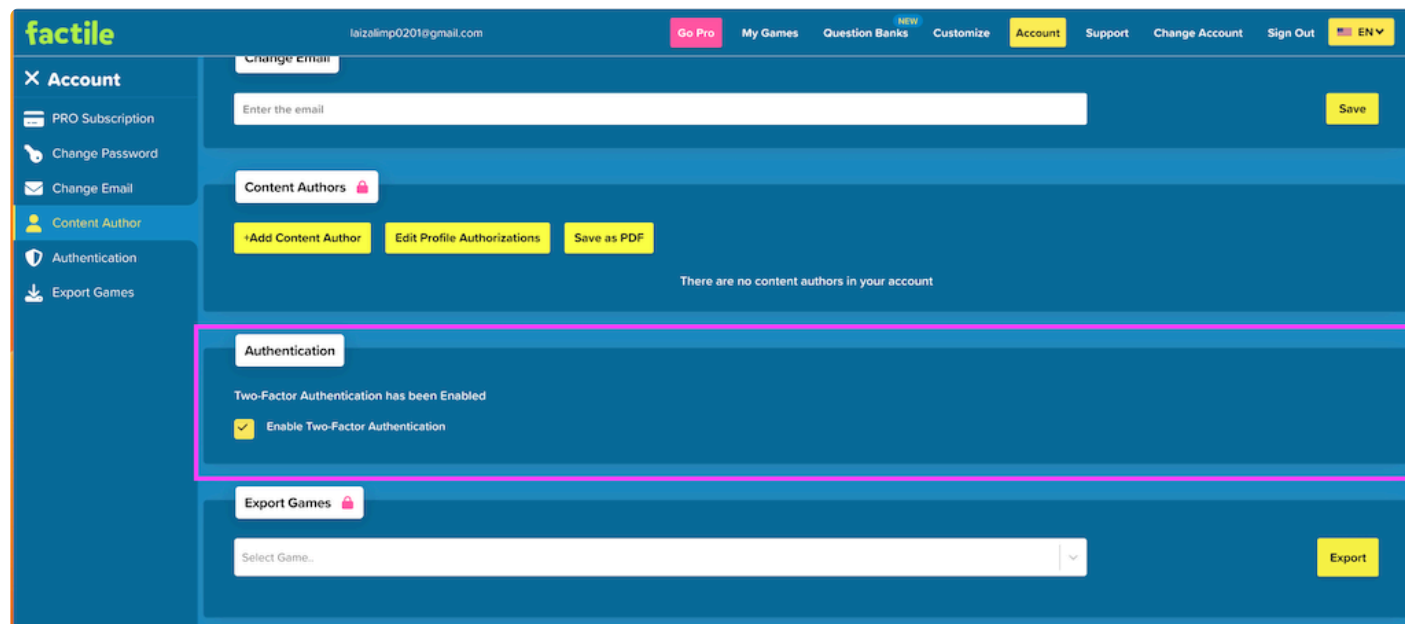 factile
laizalimp0201@gmail.com
Go Pro
My Games
Question Banks
NEW
Customize
Account
Support
Change Account
Sign Out
EN
Account
PRO Subscription
Change Password
Change Email
Content Author
Authentication
Export Games
Change Email
Enter the email
Save
Content Authors
+Add Content Author
Edit Profile Authorizations
Save as PDF
There are no content authors in your account
Authentication
Two-Factor Authentication has been Enabled
Enable Two-Factor Authentication
Export Games
Select Game..
Export